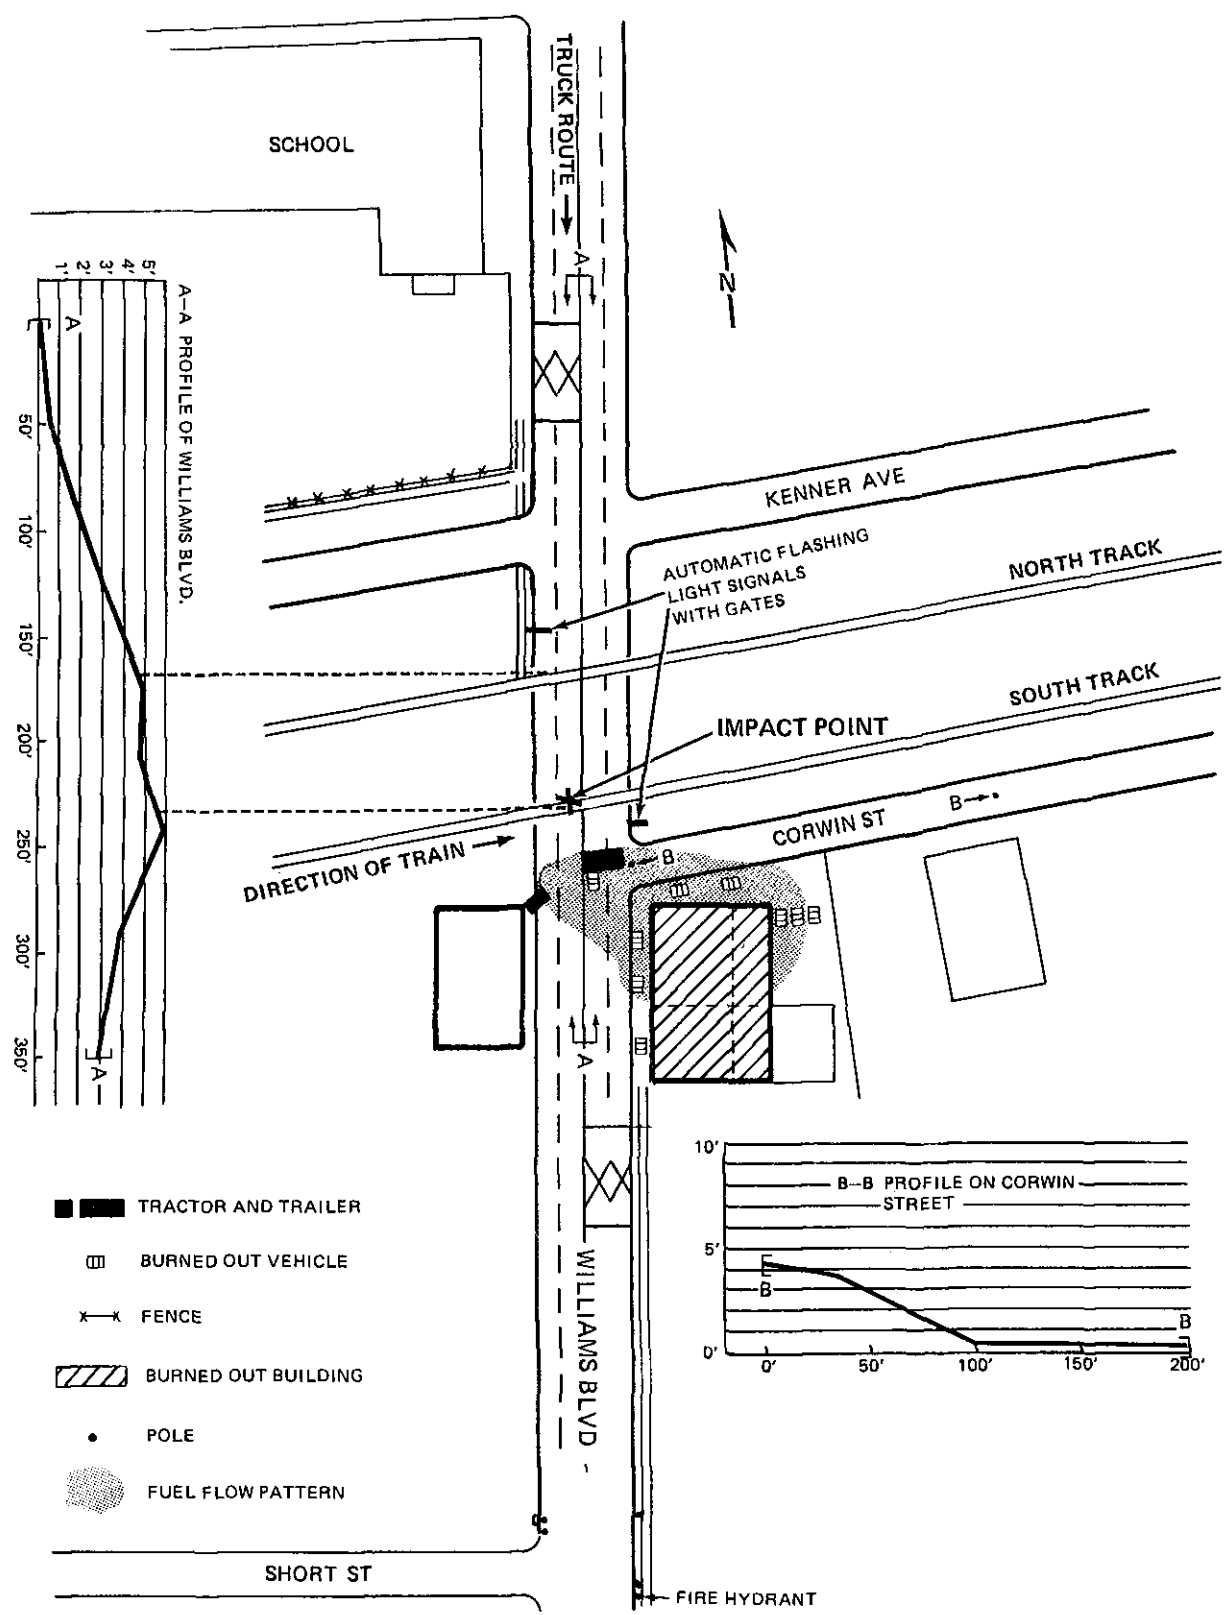 TRUCK ROUTE
SCHOOL
A
N
1'
2'
3'
4'
5'
A
A–A PROFILE OF WILLIAMS BLVD.
50'
100'
150'
200'
250'
300'
350'
A
KENNER AVE
AUTOMATIC FLASHING
LIGHT SIGNALS
WITH GATES
NORTH TRACK
SOUTH TRACK
IMPACT POINT
B
CORWIN ST
DIRECTION OF TRAIN
B
A
10'
B–B PROFILE ON CORWIN
STREET
5'
B
B
0'
0'
50'
100'
150'
200'
TRACTOR AND TRAILER
BURNED OUT VEHICLE
FENCE
BURNED OUT BUILDING
POLE
FUEL FLOW PATTERN
WILLIAMS BLVD
SHORT ST
FIRE HYDRANT